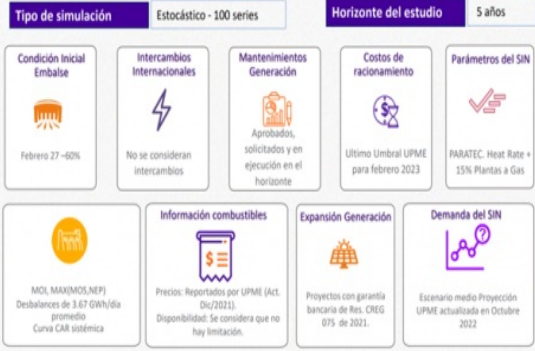 Tipo de simulación
Estocástico - 100 series
Horizonte del estudio
5 años
Condición Inicial
Embalse
Febrero 27 –60%
Intercambios
Internacionales
No se consideran
intercambios
Mantenimientos
Generación
Aprobados,
solicitados y en
ejecución en el
horizonte
Costos de
racionamiento
Ultimo Umbral UPME
para febrero 2023
Parámetros del SIN
PARATEC. Heat Rate +
15% Plantas a Gas
MOI, MAX(MOS,NEP)
Desbalances de 3.67 GWh/día
promedio
Curva CAR sistémica
Información combustibles
Precios: Reportados por UPME (Act.
Dic/2021).
Disponibilidad: Se considera que no
hay limitación.
Expansión Generación
Proyectos con garantía
bancaria de Res. CREG
075 de 2021.
Demanda del SIN
Escenario medio Proyección
UPME actualizada en Octubre
2022